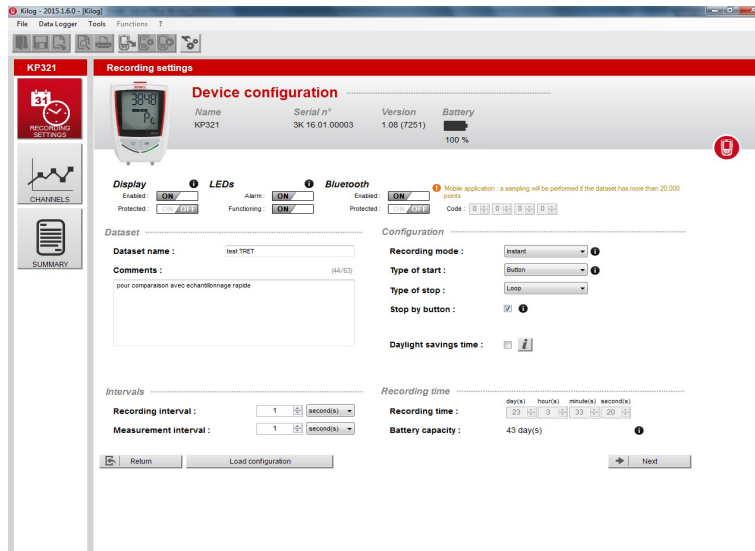 Kilog - 2015.1.6.0 - [Kilog]
File Data Logger Tools Functions ?
KP321 Recording settings
31
RECORDING SETTINGS
CHANNELS
SUMMARY
KIMO
3848
Pc
Device configuration
Name Serial n° Version Battery
KP321 3K 16.01.00003 1.08 (7251)
100 %
Display LEDs Bluetooth
Enabled : ON Alarm : ON Enabled : ON
Mobile application : a sampling will be performed if the dataset has more than 20,000
points
Protected : ON OFF Functioning : ON Protected : ON OFF Code : 0 0 0 0
Dataset Configuration
Dataset name : test TRET Recording mode : Instant
Comments : (44/63) Type of start : Button
pour comparaison avec echantillonnage rapide Type of stop : Loop
Stop by button :
Daylight savings time : i
Intervals Recording time
day(s) hour(s) minute(s) second(s)
Recording interval : 1 second(s) Recording time : 23 3 33 20
Measurement interval : 1 second(s) Battery capacity : 43 day(s)
Return Load configuration Next